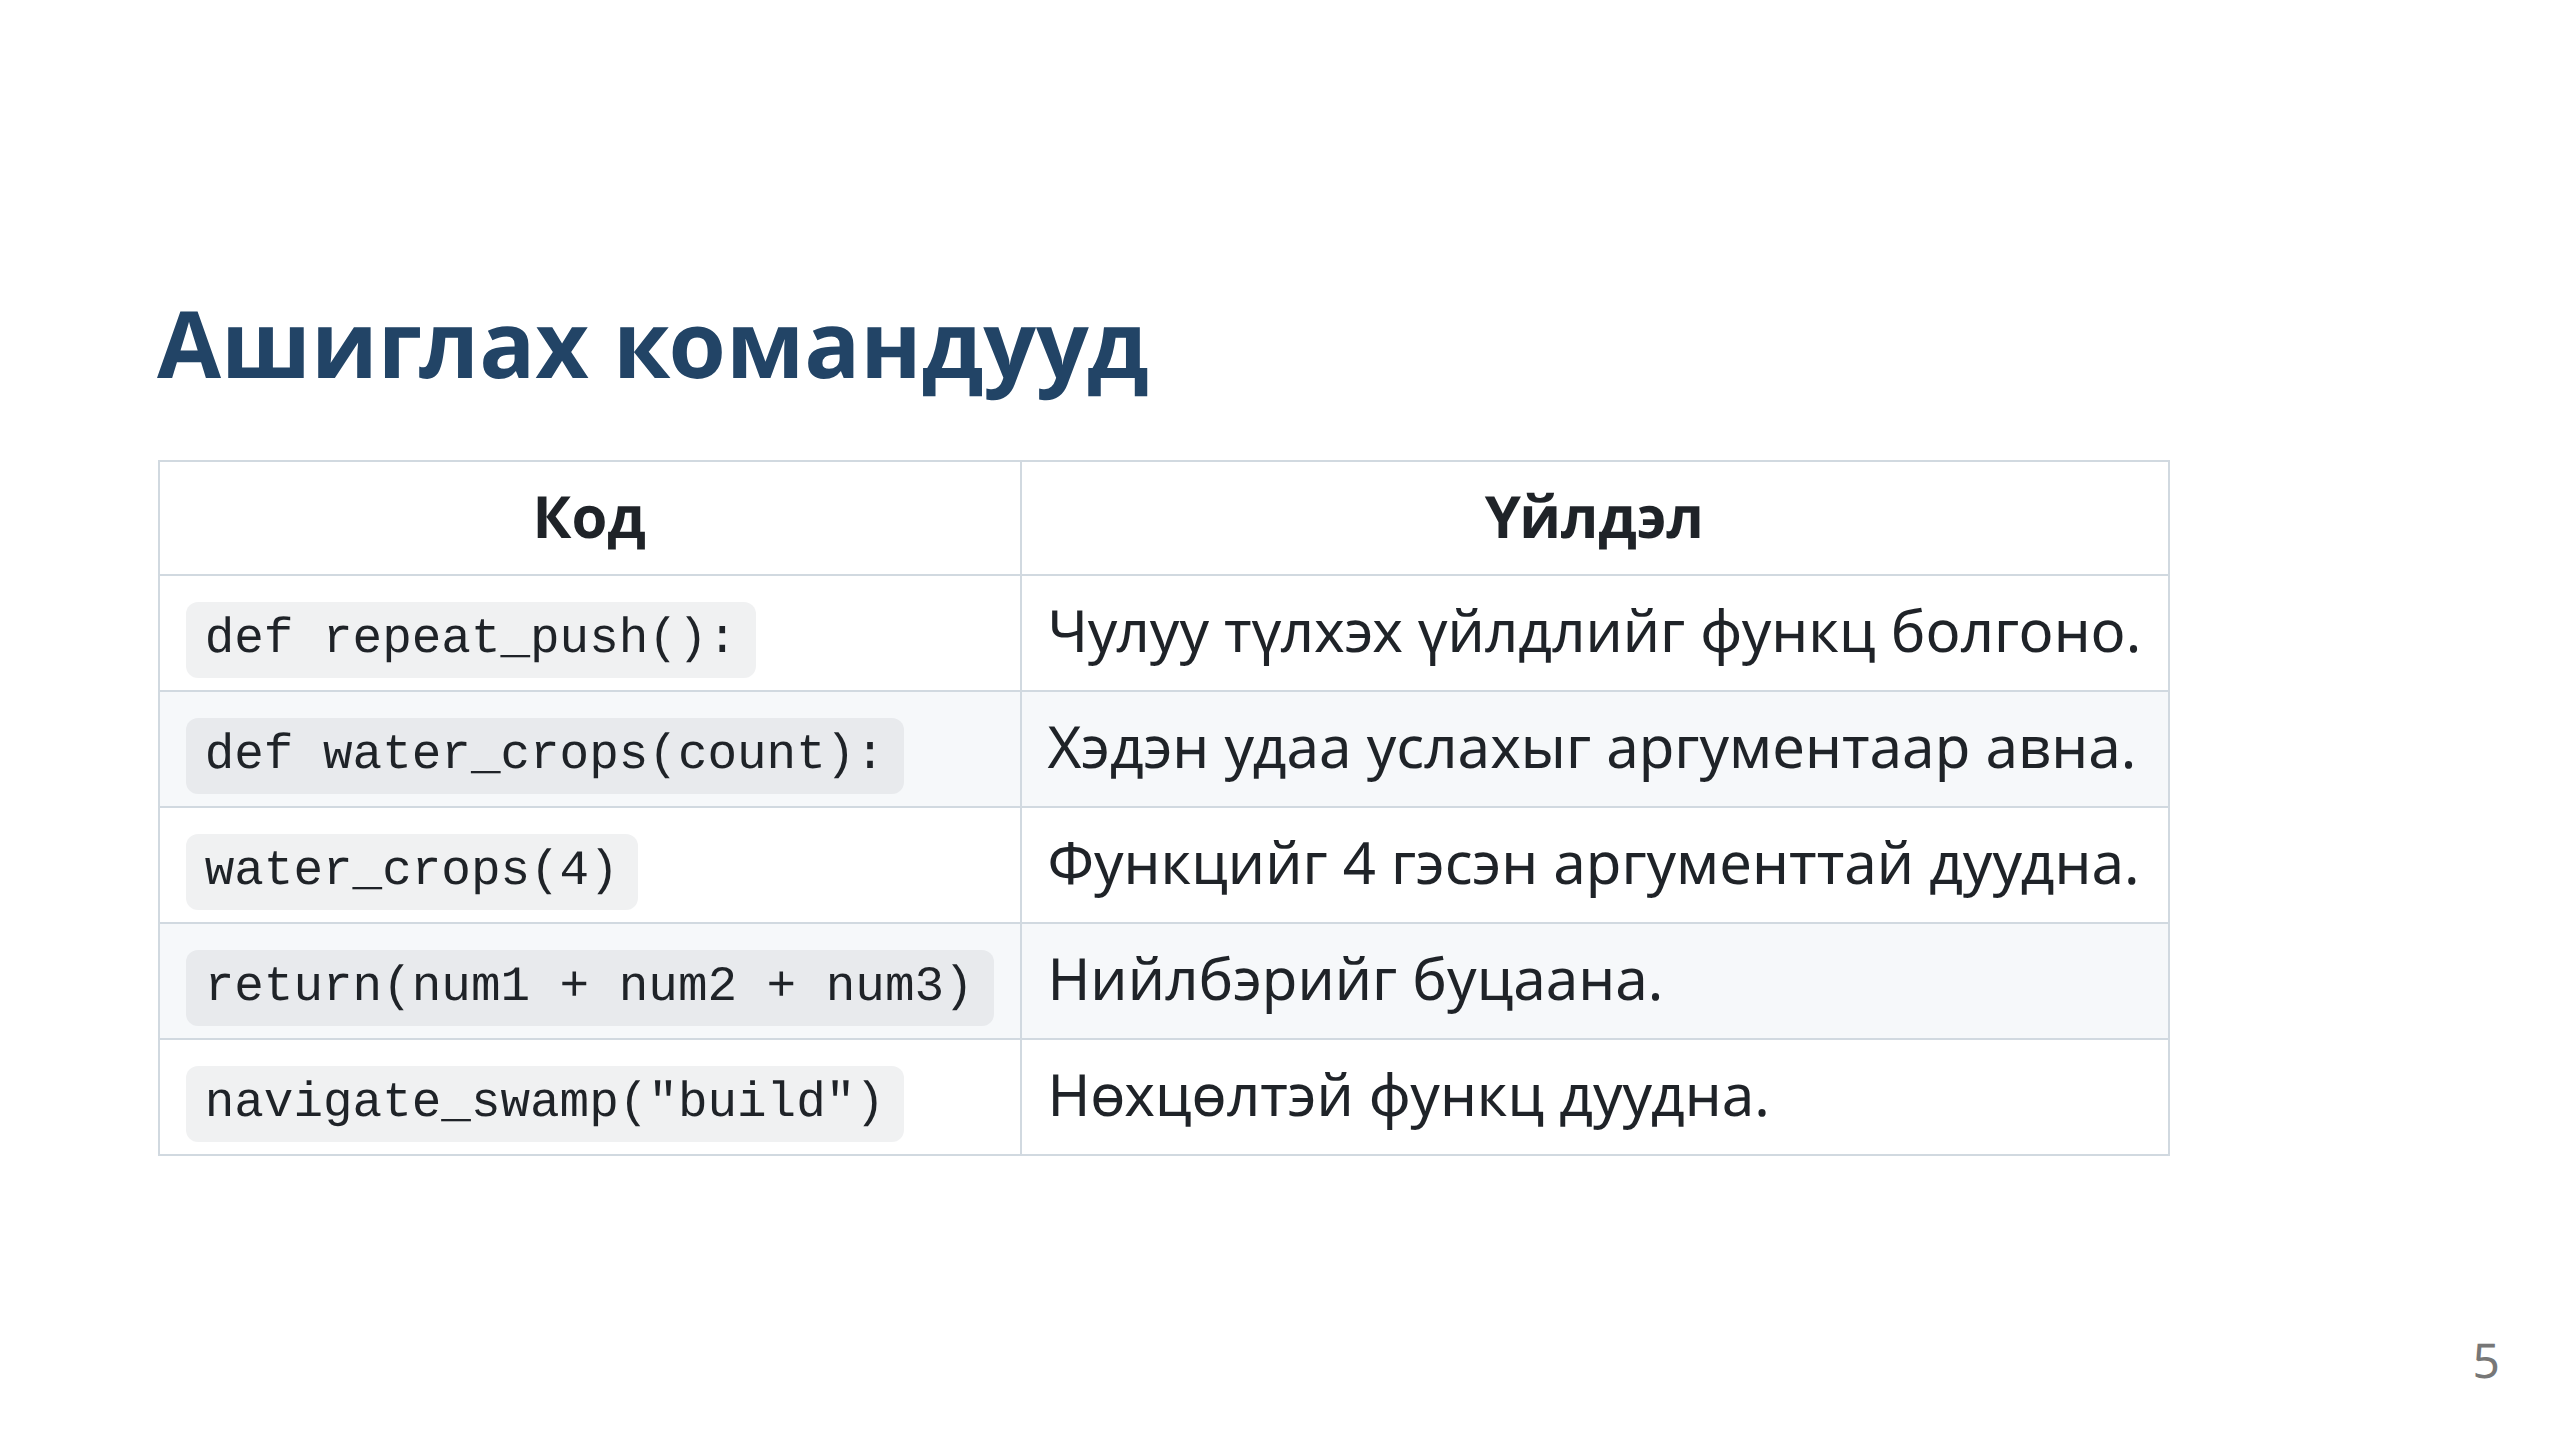 Ашиглах командууд
Код Үйлдэл
def repeat_push(): Чулуу түлхэх үйлдлийг функц болгоно.
def water_crops(count): Хэдэн удаа услахыг аргументаар авна.
water_crops(4) Функцийг 4 гэсэн аргументтай дуудна.
return(num1 + num2 + num3) Нийлбэрийг буцаана.
navigate_swamp("build") Нөхцөлтэй функц дуудна.
5